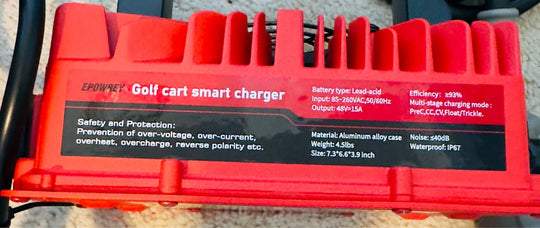 EPOWREY Golf cart smart charger
Battery type: Lead-acid
Input: 85-260VAC,50/60Hz
Output: 48V⎓15A
Efficiency: ≥93%
Multi-stage charging mode:
PreC,CC,CV,Float/Trickle.
Safety and Protection:
Prevention of over-voltage, over-current,
overheat, overcharge, reverse polarity etc.
Material: Aluminum alloy case
Weight: 4.5lbs
Size: 7.3*6.6*3.9 inch
Noise: ≤40dB
Waterproof: IP67